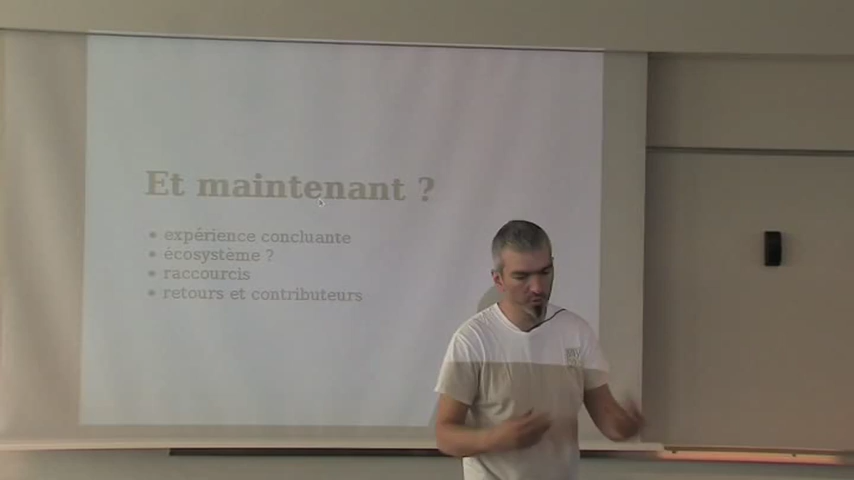 Et maintenant ?
• expérience concluante
• écosystème ?
• raccourcis
• retours et contributeurs